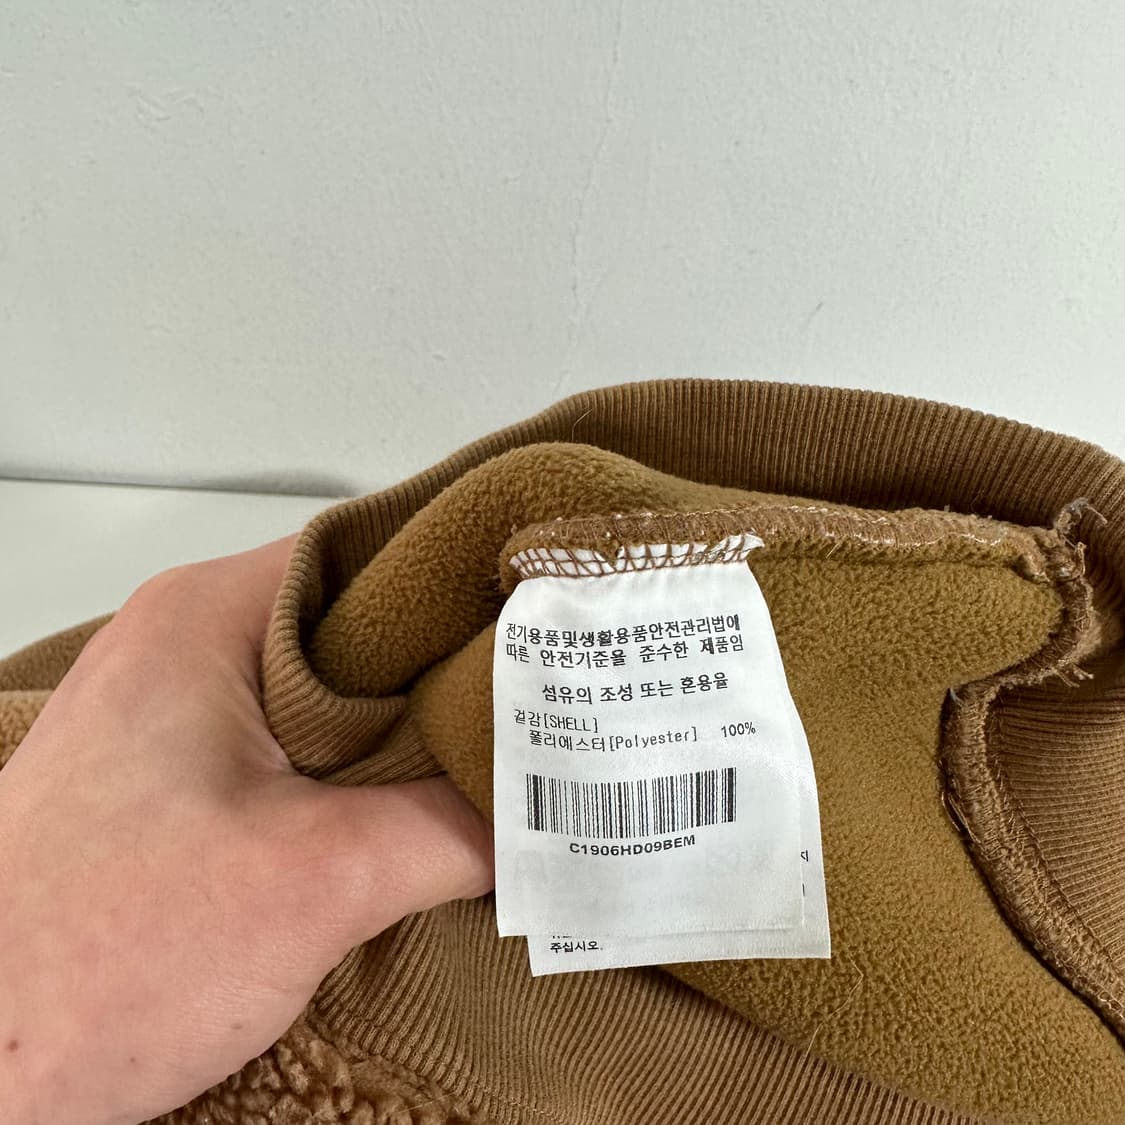 전기용품및생활용품안전관리법에
따른 안전기준을 준수한 제품임
섬유의 조성 또는 혼용율
겉감[SHELL]
폴리에스터[Polyester] 100%
C1906HD09BEM
지
주십시오.